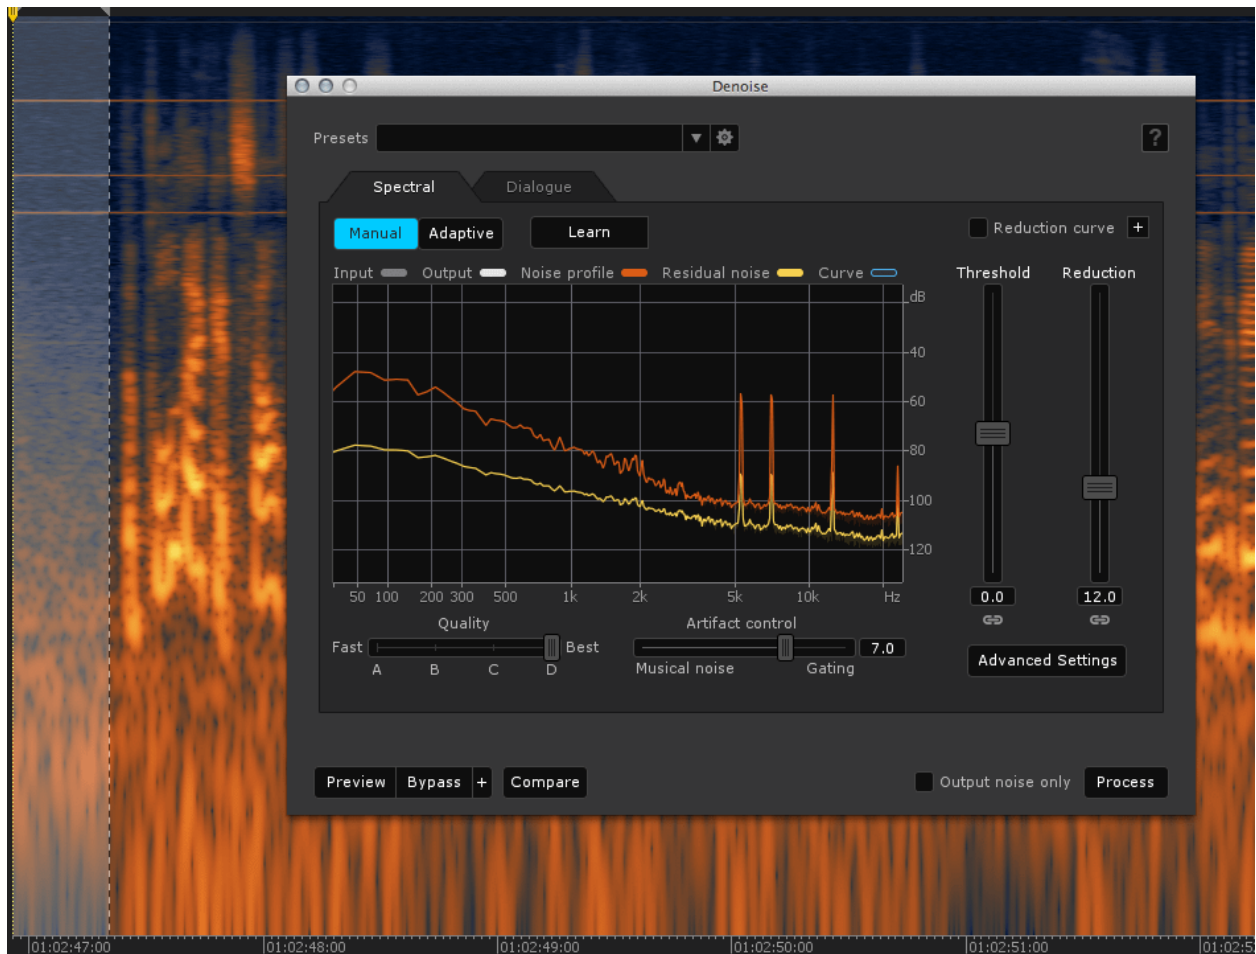 Denoise
Presets
?
Spectral Dialogue
Manual Adaptive Learn
Reduction curve +
Input Output Noise profile Residual noise Curve
Threshold Reduction
dB
-40
-60
-80
-100
-120
50 100 200 300 500 1k 2k 5k 10k Hz
0.0 12.0
Quality
Artifact control
Fast Best
7.0
A B C D
Musical noise Gating
Advanced Settings
Preview Bypass + Compare
Output noise only Process
01:02:47:00 01:02:48:00 01:02:49:00 01:02:50:00 01:02:51:00